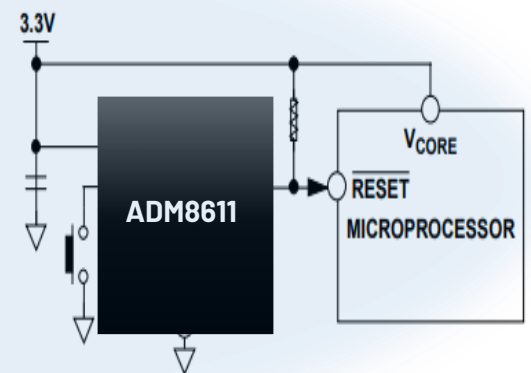 3.3V
ADM8611
VCORE
RESET
MICROPROCESSOR